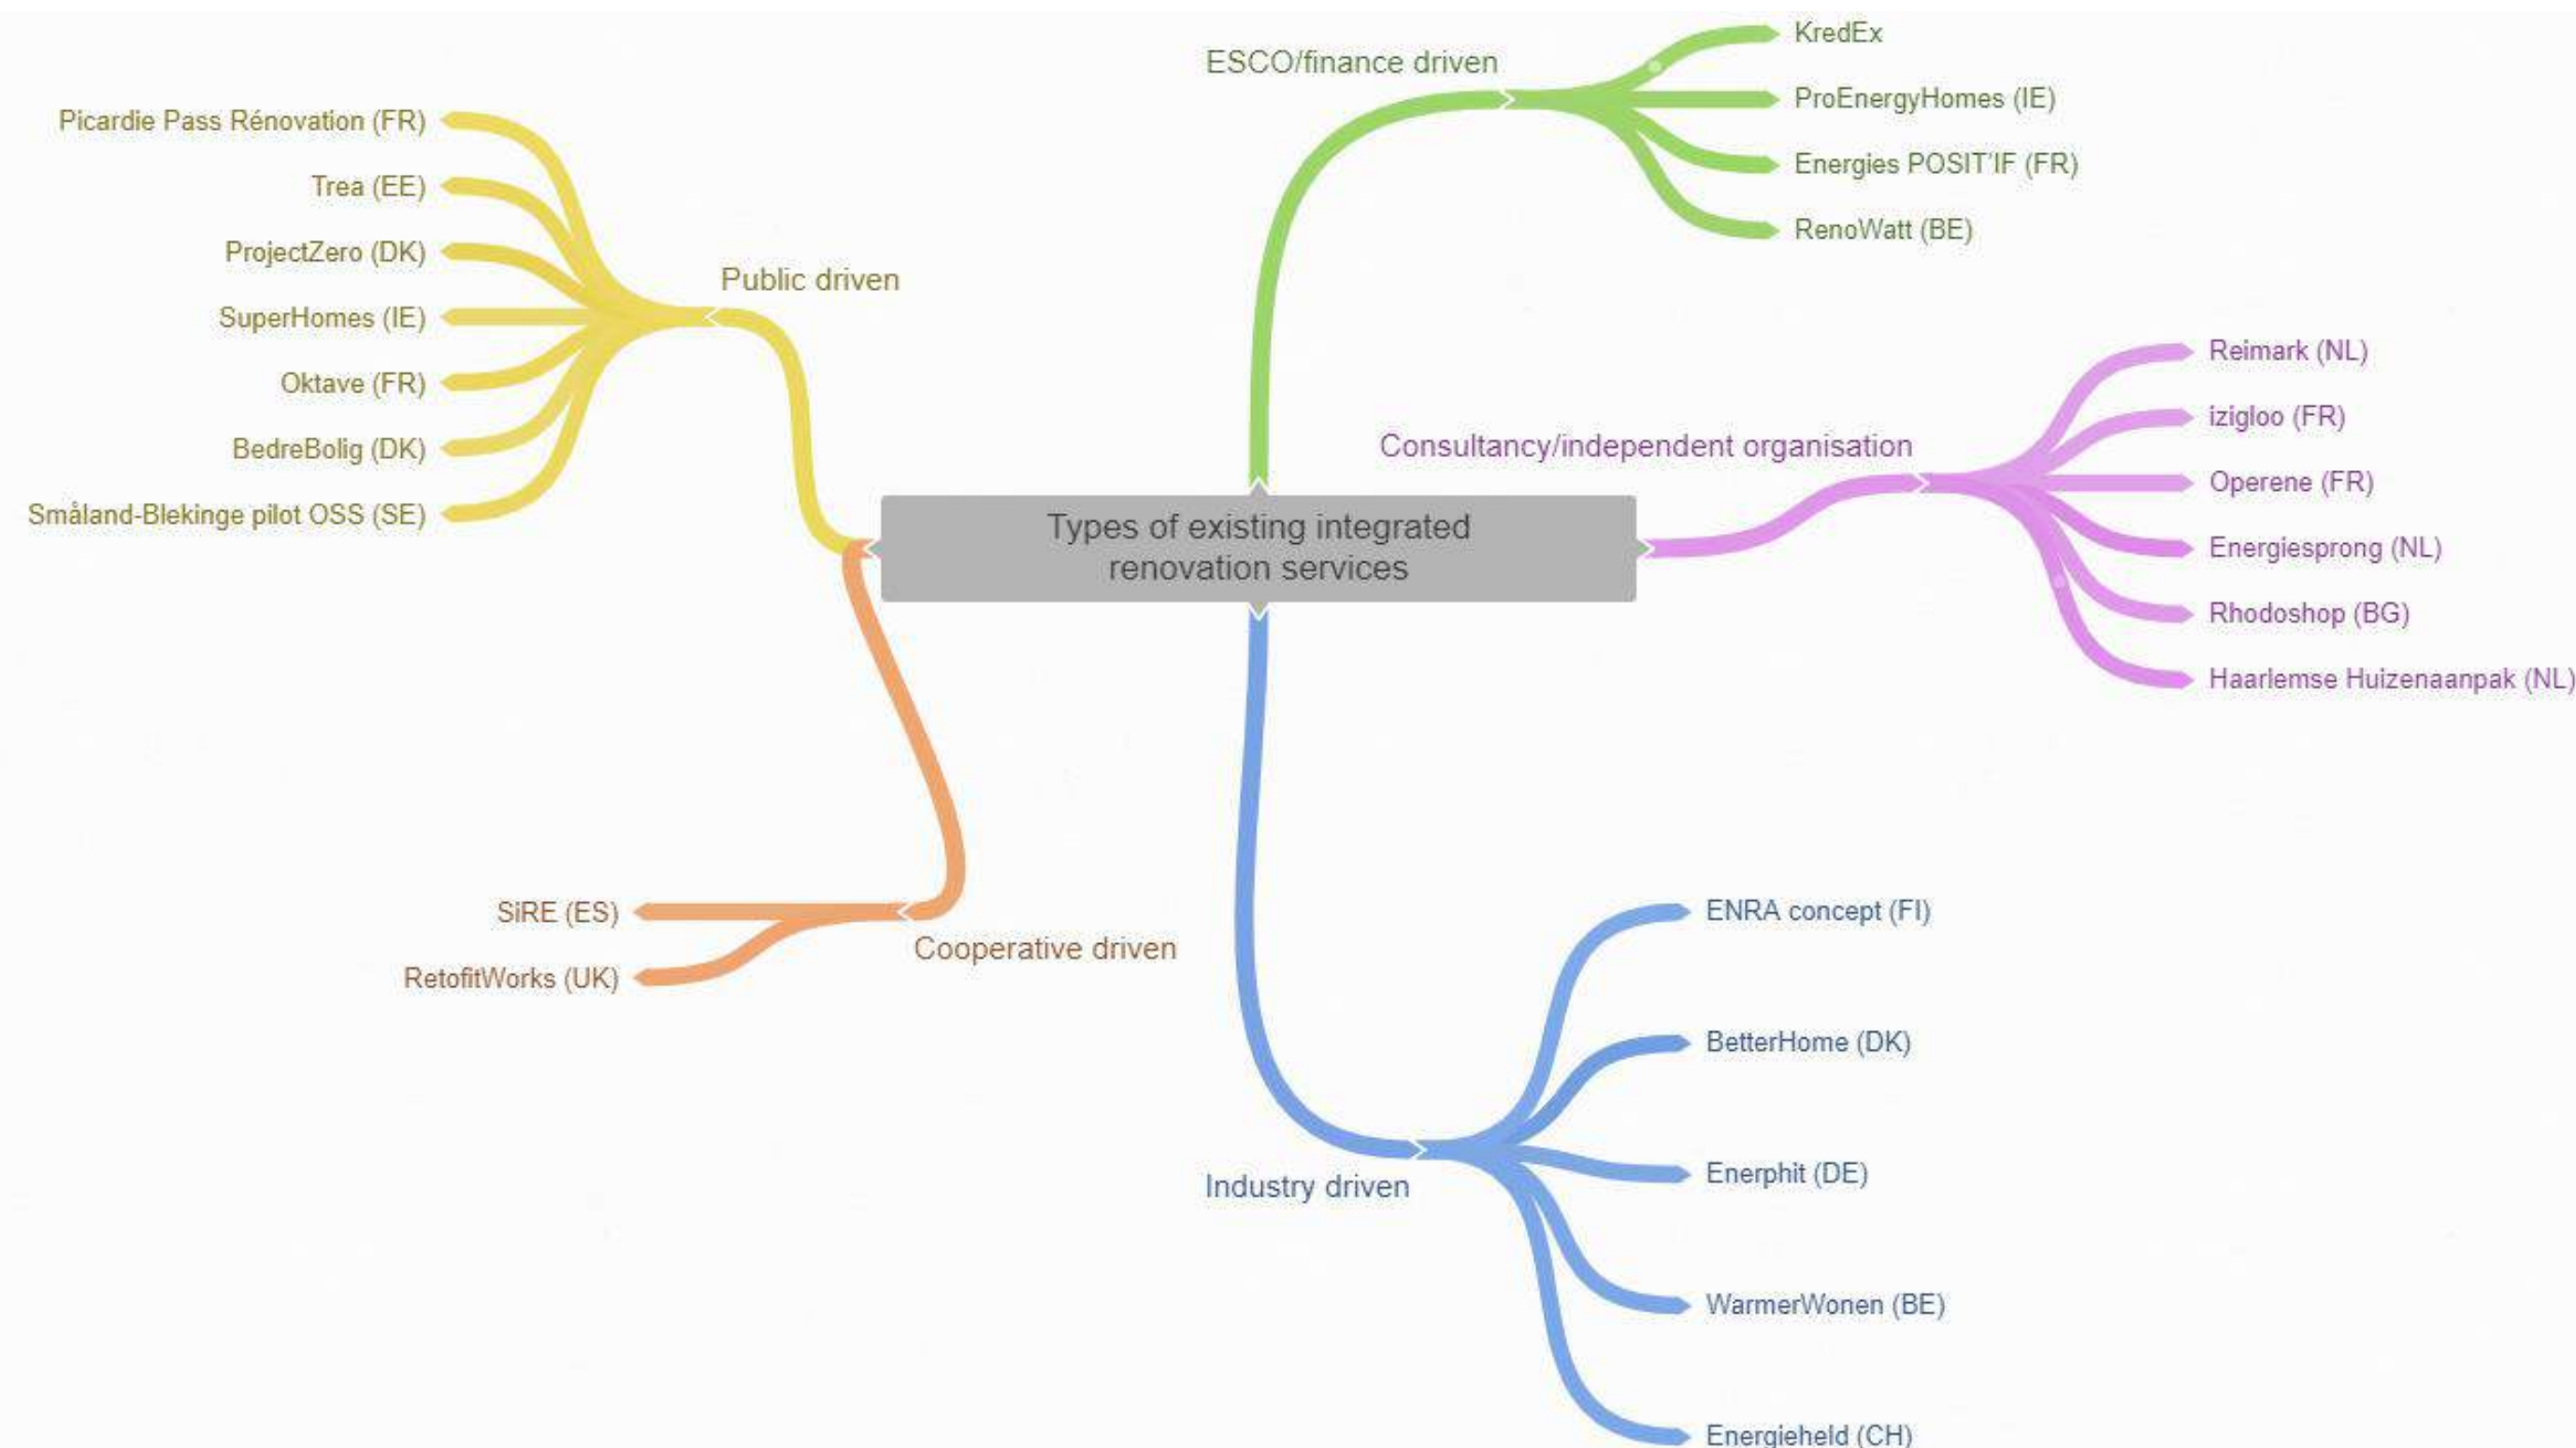 Types of existing integrated
renovation services
ESCO/finance driven
KredEx
ProEnergyHomes (IE)
Energies POSIT'IF (FR)
RenoWatt (BE)
Consultancy/independent organisation
Reimark (NL)
izigloo (FR)
Operene (FR)
Energiesprong (NL)
Rhodoshop (BG)
Haarlemse Huizenaanpak (NL)
Industry driven
ENRA concept (FI)
BetterHome (DK)
Enerphit (DE)
WarmerWonen (BE)
Energieheld (CH)
Public driven
Picardie Pass Rénovation (FR)
Trea (EE)
ProjectZero (DK)
SuperHomes (IE)
Oktave (FR)
BedreBolig (DK)
Småland-Blekinge pilot OSS (SE)
Cooperative driven
SiRE (ES)
RetofitWorks (UK)